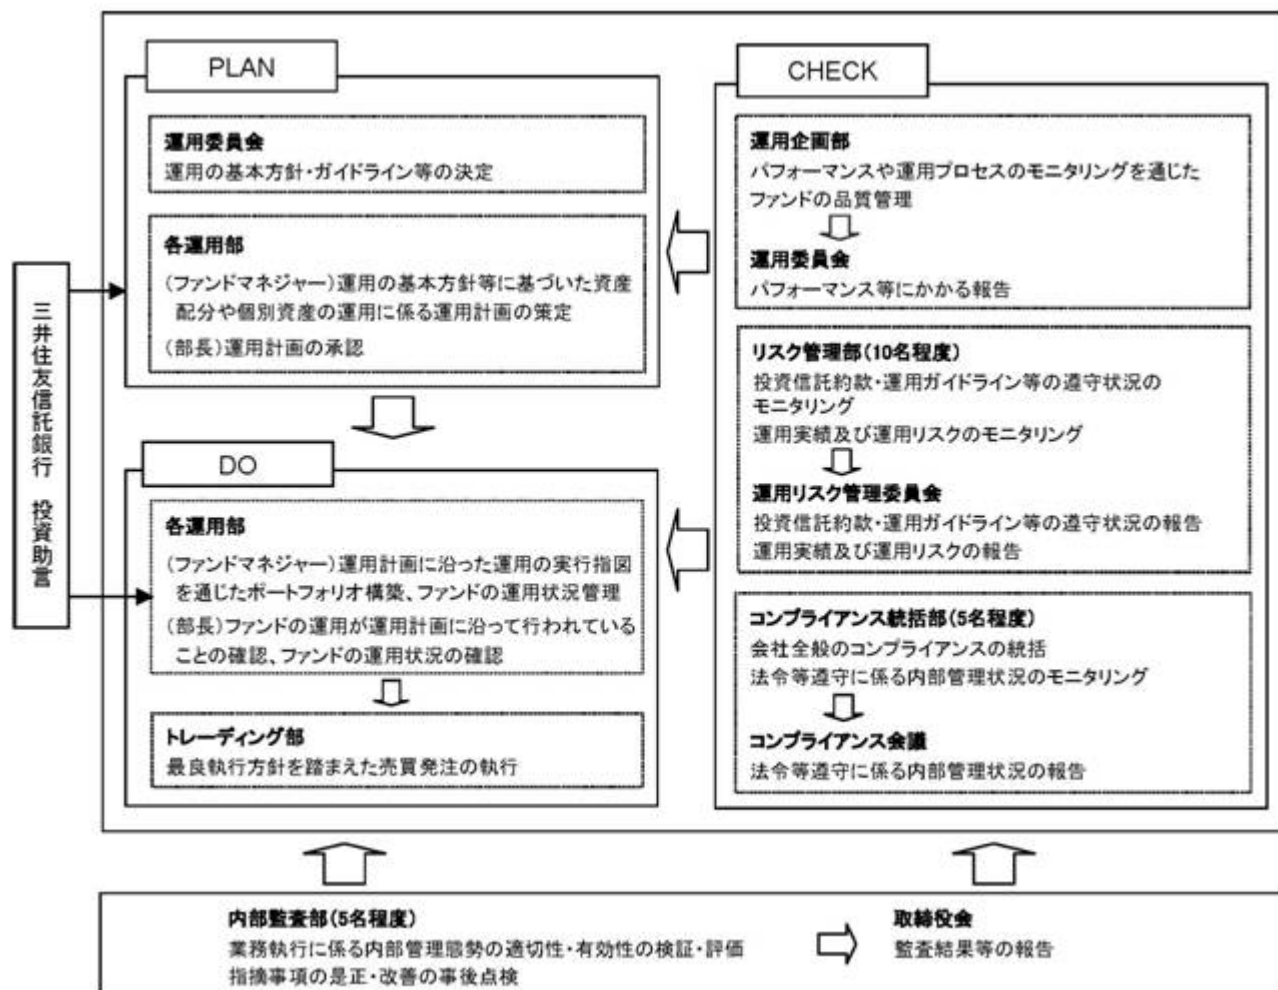 PLAN
運用委員会
運用の基本方針・ガイドライン等の決定
各運用部
(ファンドマネジャー)運用の基本方針等に基づいた資産
配分や個別資産の運用に係る運用計画の策定
(部長)運用計画の承認
三井住友信託銀行 投資助言
DO
各運用部
(ファンドマネジャー)運用計画に沿った運用の実行指図
を通じたポートフォリオ構築、ファンドの運用状況管理
(部長)ファンドの運用が運用計画に沿って行われている
ことの確認、ファンドの運用状況の確認
トレーディング部
最良執行方針を踏まえた売買発注の執行
CHECK
運用企画部
パフォーマンスや運用プロセスのモニタリングを通じた
ファンドの品質管理
運用委員会
パフォーマンス等にかかる報告
リスク管理部(10名程度)
投資信託約款・運用ガイドライン等の遵守状況の
モニタリング
運用実績及び運用リスクのモニタリング
運用リスク管理委員会
投資信託約款・運用ガイドライン等の遵守状況の報告
運用実績及び運用リスクの報告
コンプライアンス統括部(5名程度)
会社全般のコンプライアンスの統括
法令等遵守に係る内部管理状況のモニタリング
コンプライアンス会議
法令等遵守に係る内部管理状況の報告
内部監査部(5名程度)
業務執行に係る内部管理態勢の適切性・有効性の検証・評価
指摘事項の是正・改善の事後点検
取締役会
監査結果等の報告